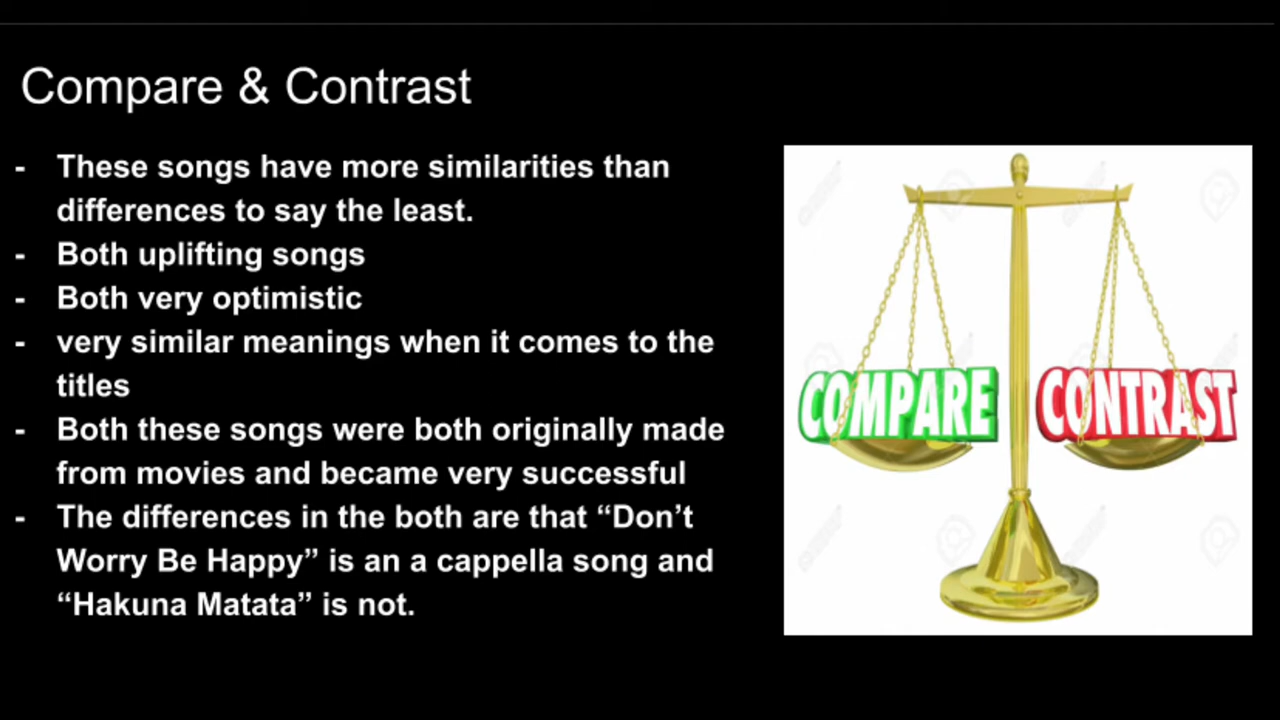 Compare & Contrast
- These songs have more similarities than
differences to say the least.
- Both uplifting songs
- Both very optimistic
- very similar meanings when it comes to the
titles
- Both these songs were both originally made
from movies and became very successful
- The differences in the both are that “Don’t
Worry Be Happy” is an a cappella song and
“Hakuna Matata” is not.
COMPARE
CONTRAST